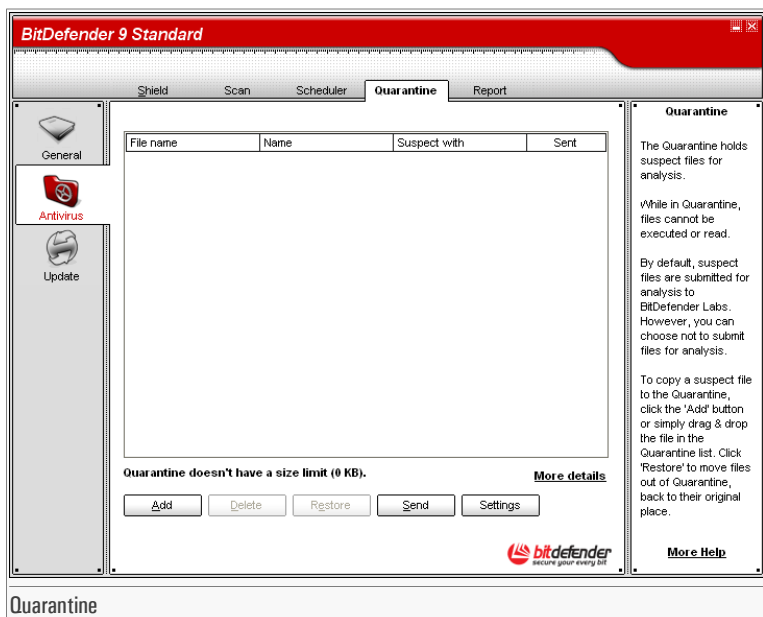 BitDefender 9 Standard
Shield Scan Scheduler Quarantine Report
General
Antivirus
Update
File name Name Suspect with Sent
Quarantine doesn't have a size limit (0 KB).
More details
Add Delete Restore Send Settings
bitdefender
secure your every bit
Quarantine
The Quarantine holds
suspect files for
analysis.
While in Quarantine,
files cannot be
executed or read.
By default, suspect
files are submitted for
analysis to
BitDefender Labs.
However, you can
choose not to submit
files for analysis.
To copy a suspect file
to the Quarantine,
click the 'Add' button
or simply drag & drop
the file in the
Quarantine list. Click
'Restore' to move files
out of Quarantine,
back to their original
place.
More Help
Quarantine